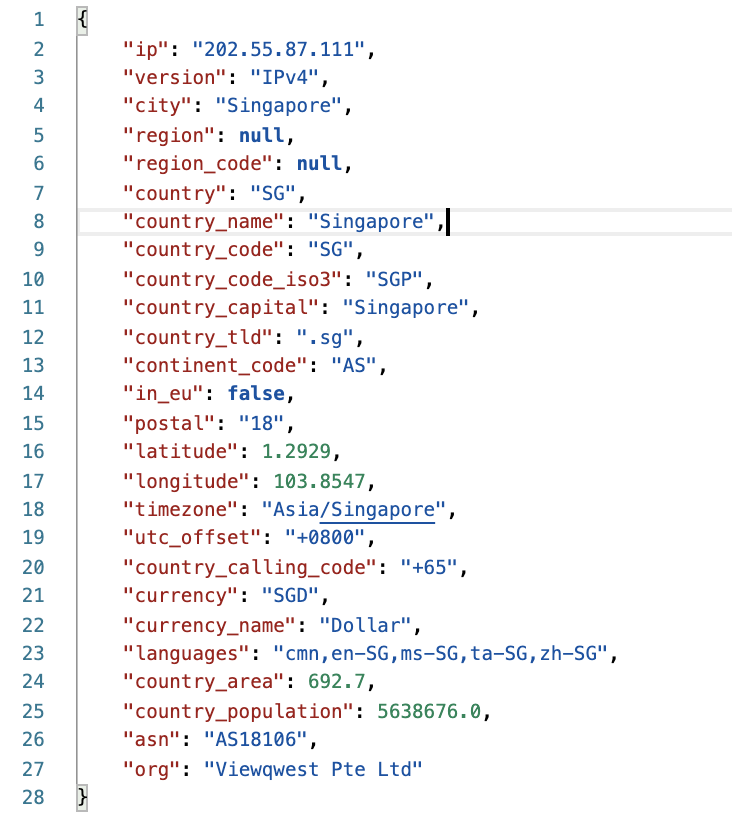 1 {
2 "ip": "202.55.87.111",
3 "version": "IPv4",
4 "city": "Singapore",
5 "region": null,
6 "region_code": null,
7 "country": "SG",
8 "country_name": "Singapore",
9 "country_code": "SG",
10 "country_code_iso3": "SGP",
11 "country_capital": "Singapore",
12 "country_tld": ".sg",
13 "continent_code": "AS",
14 "in_eu": false,
15 "postal": "18",
16 "latitude": 1.2929,
17 "longitude": 103.8547,
18 "timezone": "Asia/Singapore",
19 "utc_offset": "+0800",
20 "country_calling_code": "+65",
21 "currency": "SGD",
22 "currency_name": "Dollar",
23 "languages": "cmn,en-SG,ms-SG,ta-SG,zh-SG",
24 "country_area": 692.7,
25 "country_population": 5638676.0,
26 "asn": "AS18106",
27 "org": "Viewqwest Pte Ltd"
28 }